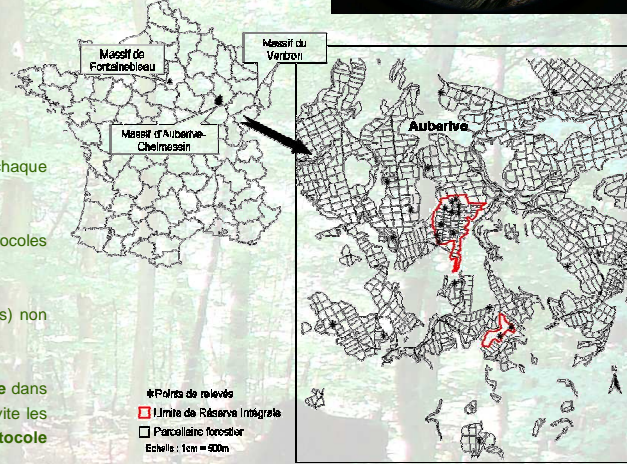 Massif de
Fontainebleau
Massif du
Ventron
Massif d'Auberive-
Chalmessin
Auberive
chaque
ocoles
s) non
e dans
vite les
tocole
Points de relevés
Limite de Réserve Intégrale
Parcellaire forestier
Echelle : 1cm = 500m